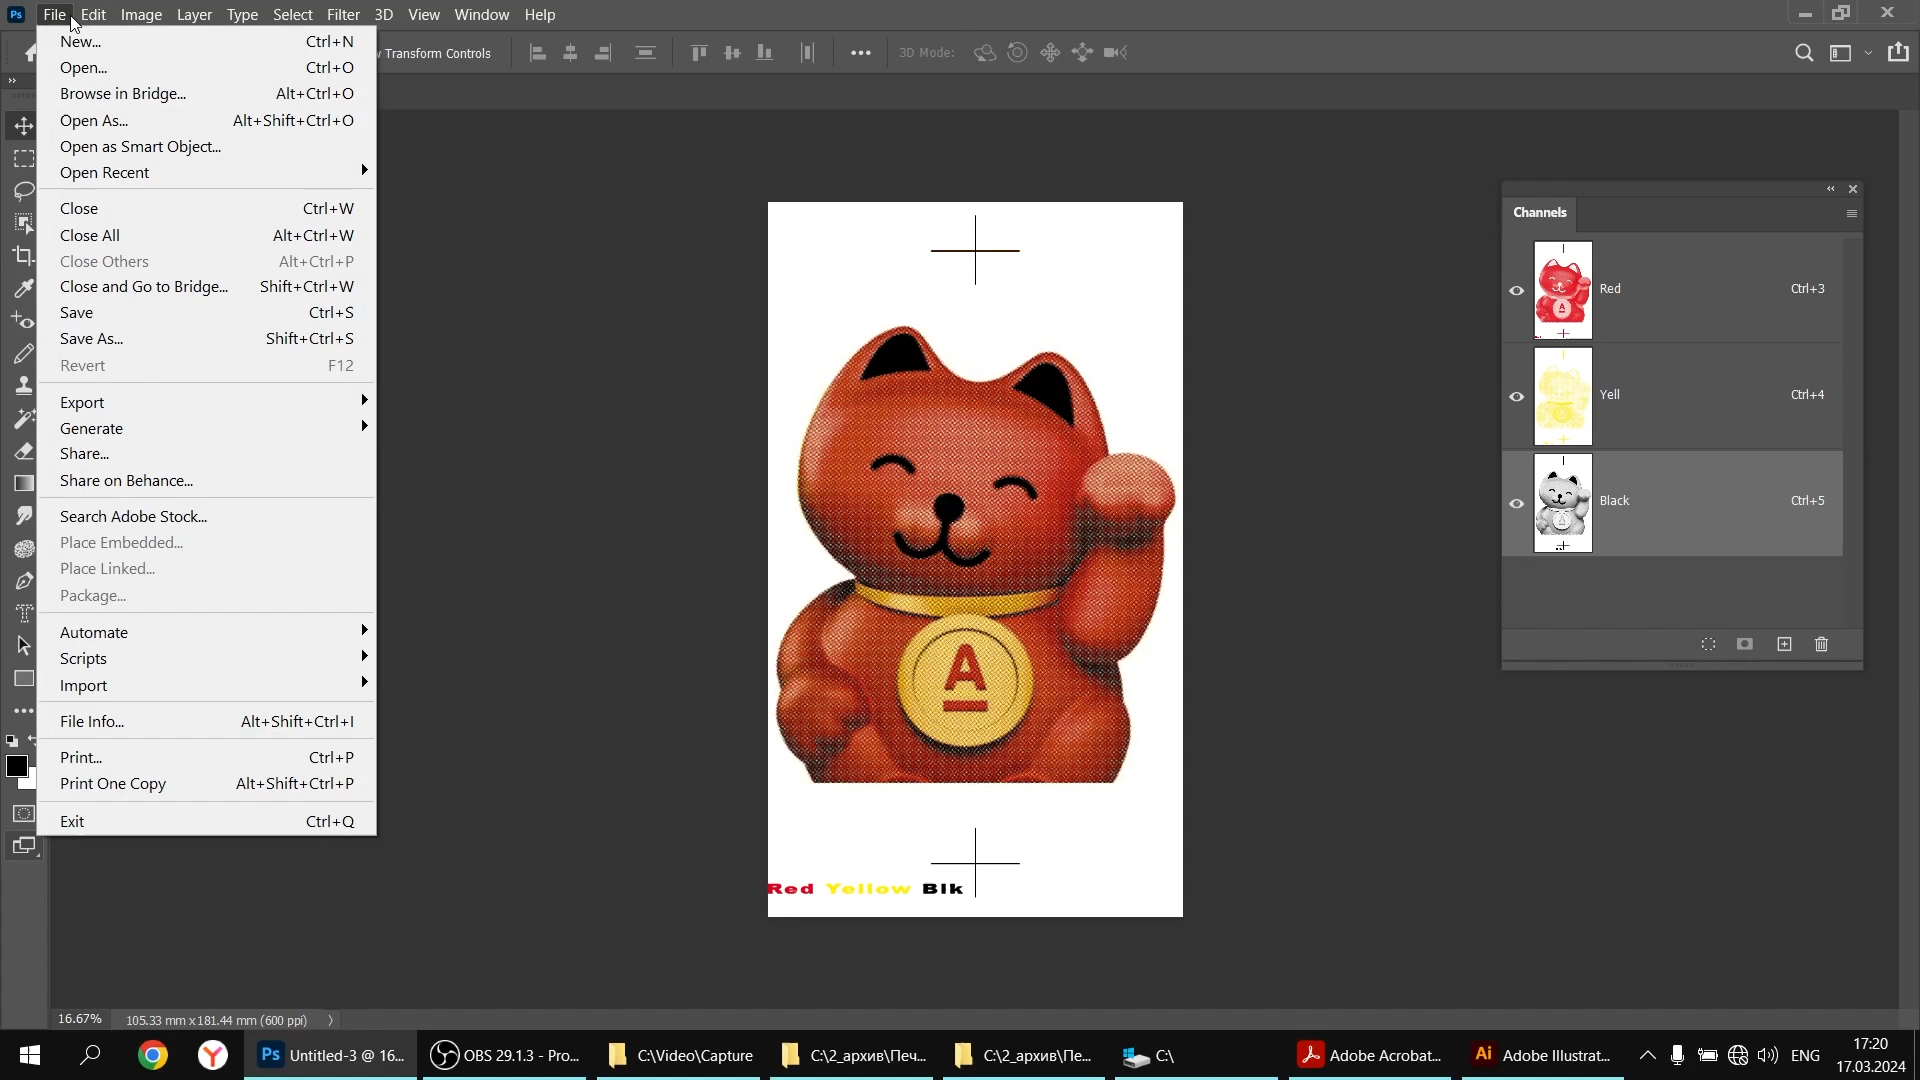 Ps File Edit Image Layer Type Select Filter 3D View Window Help
Transform Controls 3D Mode:
New... Ctrl+N
Open... Ctrl+O
Browse in Bridge... Alt+Ctrl+O
Open As... Alt+Shift+Ctrl+O
Open as Smart Object...
Open Recent
Close Ctrl+W
Close All Alt+Ctrl+W
Close Others Alt+Ctrl+P
Close and Go to Bridge... Shift+Ctrl+W
Save Ctrl+S
Save As... Shift+Ctrl+S
Revert F12
Export
Generate
Share...
Share on Behance...
Search Adobe Stock...
Place Embedded...
Place Linked...
Package...
Automate
Scripts
Import
File Info... Alt+Shift+Ctrl+I
Print... Ctrl+P
Print One Copy Alt+Shift+Ctrl+P
Exit Ctrl+Q
A
Red Yellow Blk
Channels
Red Ctrl+3
Yell Ctrl+4
Black Ctrl+5
16.67% 105.33 mm x 181.44 mm (600 ppi)
Ps Untitled-3 @ 16... OBS 29.1.3 - Pro... C:\Video\Capture C:\2_архив\Печ... C:\2_архив\Пе... C:\ Adobe Acrobat... Ai Adobe Illustrat... ENG 17:20
17.03.2024